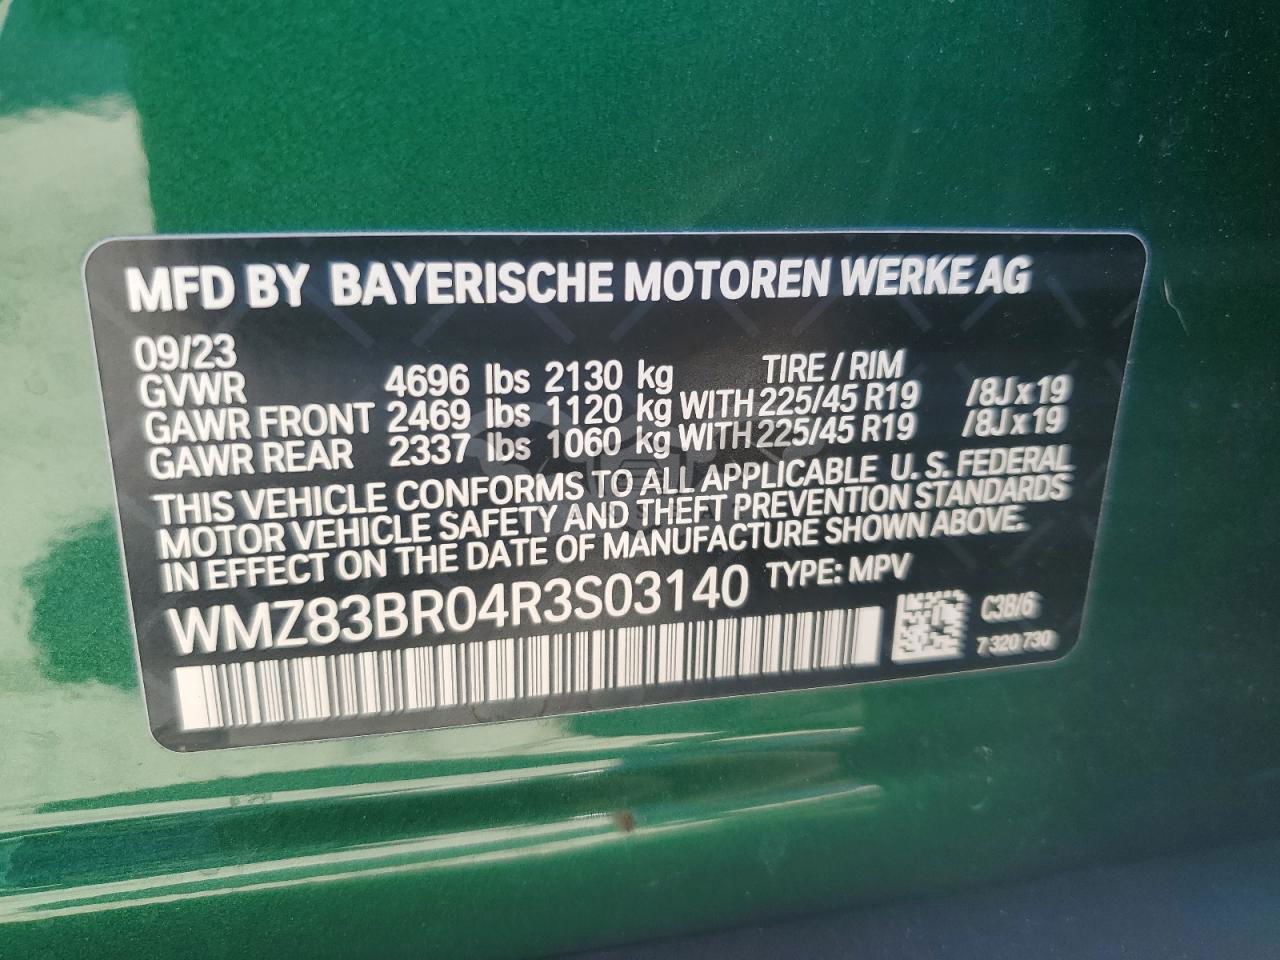 MFD BY BAYERISCHE MOTOREN WERKE AG
09/23
GVWR 4696 lbs 2130 kg TIRE / RIM
GAWR FRONT 2469 lbs 1120 kg WITH 225/45 R19 /8J x 19
GAWR REAR 2337 lbs 1060 kg WITH 225/45 R19 /8J x 19
THIS VEHICLE CONFORMS TO ALL APPLICABLE U. S. FEDERAL
MOTOR VEHICLE SAFETY AND THEFT PREVENTION STANDARDS
IN EFFECT ON THE DATE OF MANUFACTURE SHOWN ABOVE.
WMZ83BR04R3S03140 TYPE: MPV
C3B/6
7 320 730